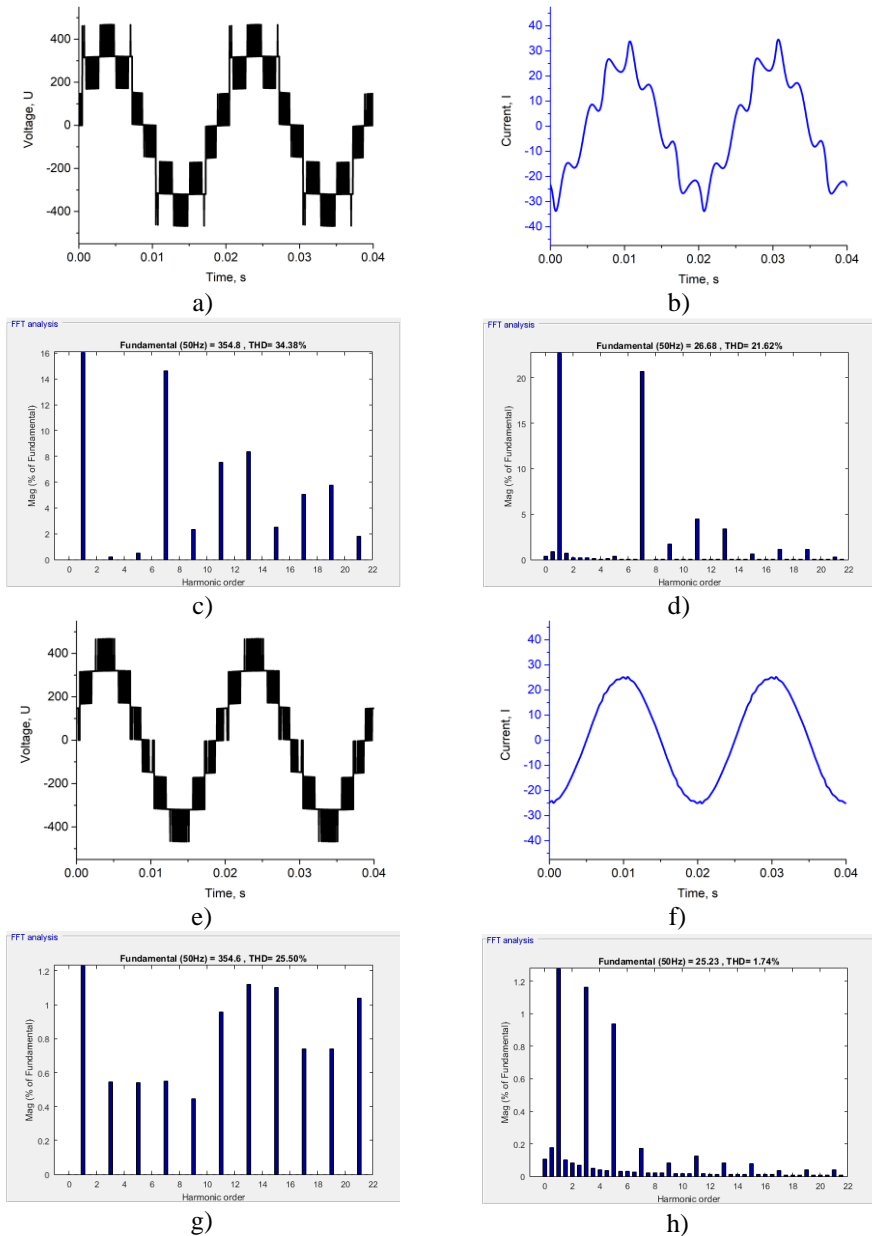 400
200
0
-200
-400
Voltage, U
0.00 0.01 0.02 0.03 0.04
Time, s
a)
40
30
20
10
0
-10
-20
-30
-40
Current, I
0.00 0.01 0.02 0.03 0.04
Time, s
b)
FFT analysis
Fundamental (50Hz) = 354.8 , THD= 34.38%
16
14
12
10
8
6
4
2
0
Mag (% of Fundamental)
0 2 4 6 8 10 12 14 16 18 20 22
Harmonic order
c)
FFT analysis
Fundamental (50Hz) = 26.68 , THD= 21.62%
20
15
10
5
0
Mag (% of Fundamental)
0 2 4 6 8 10 12 14 16 18 20 22
Harmonic order
d)
400
200
0
-200
-400
Voltage, U
0.00 0.01 0.02 0.03 0.04
Time, s
e)
40
30
20
10
0
-10
-20
-30
-40
Current, I
0.00 0.01 0.02 0.03 0.04
Time, s
f)
FFT analysis
Fundamental (50Hz) = 354.6 , THD= 25.50%
1.2
1
0.8
0.6
0.4
0.2
0
Mag (% of Fundamental)
0 2 4 6 8 10 12 14 16 18 20 22
Harmonic order
g)
FFT analysis
Fundamental (50Hz) = 25.23 , THD= 1.74%
1.2
1
0.8
0.6
0.4
0.2
0
Mag (% of Fundamental)
0 2 4 6 8 10 12 14 16 18 20 22
Harmonic order
h)